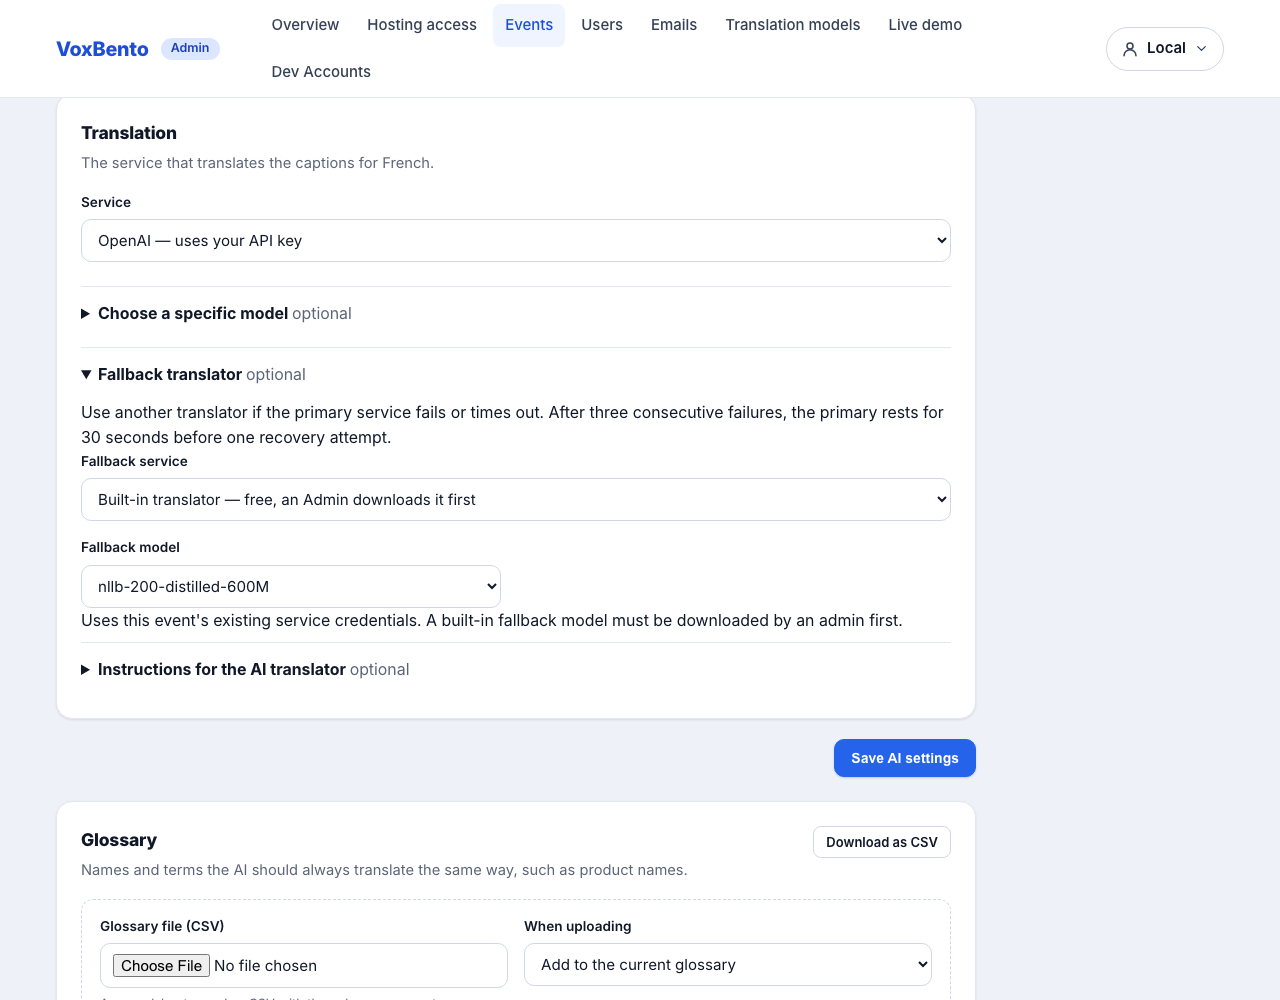 VoxBento Admin
Overview Hosting access Events Users Emails Translation models Live demo
Dev Accounts
Local
Translation
The service that translates the captions for French.
Service
OpenAI — uses your API key
Choose a specific model optional
Fallback translator optional
Use another translator if the primary service fails or times out. After three consecutive failures, the primary rests for
30 seconds before one recovery attempt.
Fallback service
Built-in translator — free, an Admin downloads it first
Fallback model
nllb-200-distilled-600M
Uses this event's existing service credentials. A built-in fallback model must be downloaded by an admin first.
Instructions for the AI translator optional
Save AI settings
Glossary
Download as CSV
Names and terms the AI should always translate the same way, such as product names.
Glossary file (CSV)
When uploading
Choose File No file chosen
Add to the current glossary